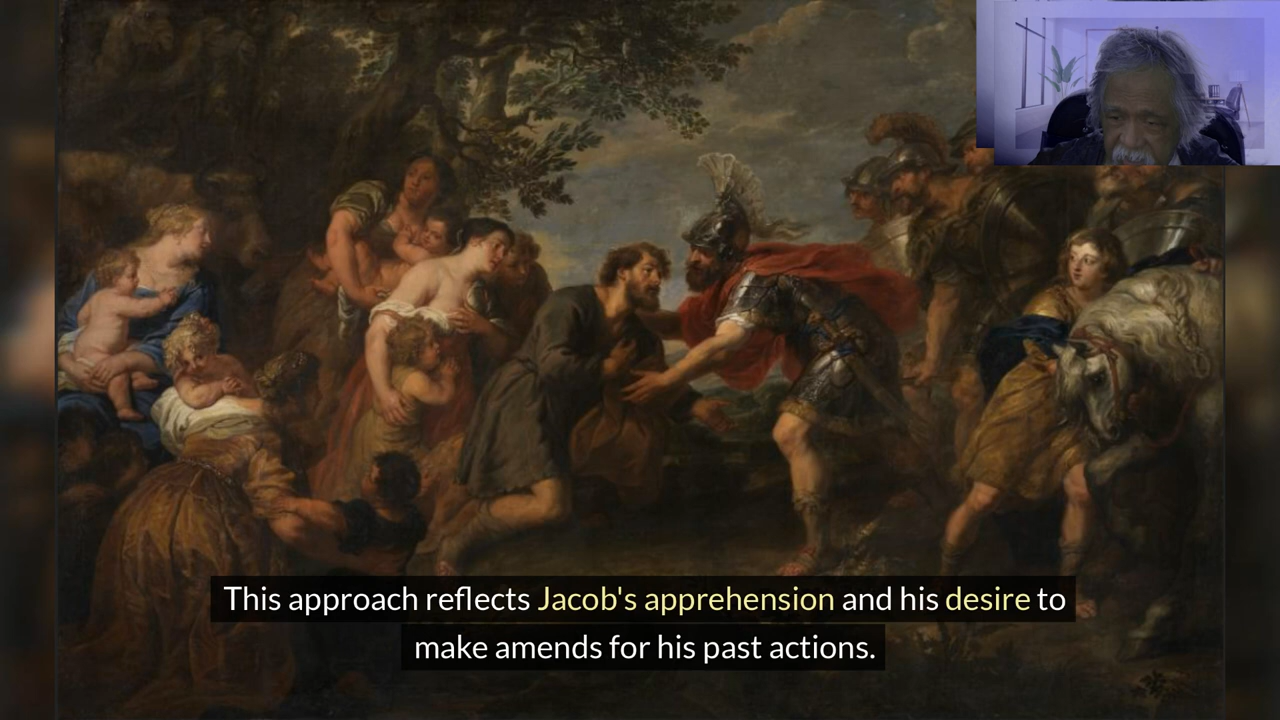 This approach reflects Jacob's apprehension and his desire to
make amends for his past actions.